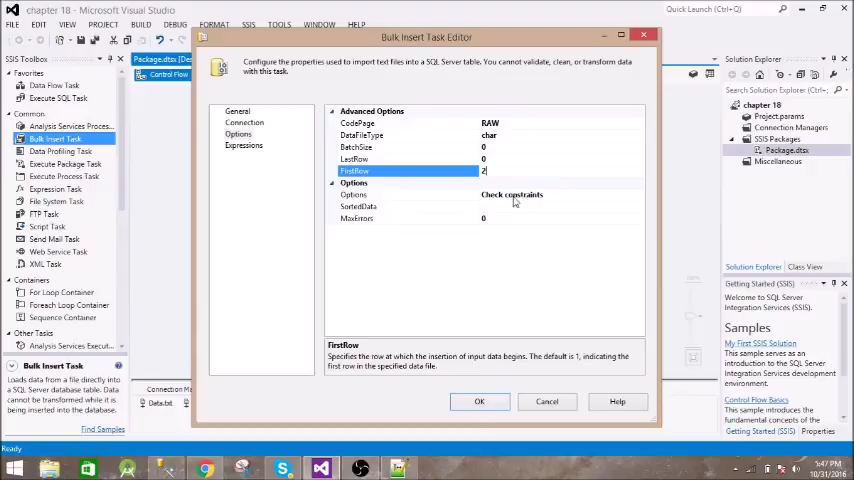 chapter 18 - Microsoft Visual Studio
Quick Launch (Ctrl+Q)
FILE EDIT VIEW PROJECT BUILD DEBUG FORMAT SSIS TOOLS WINDOW
Bulk Insert Task Editor
Configure the properties used to import text files into a SQL Server table. You cannot validate, clean, or transform data
with this task.
SSIS Toolbox
Favorites
Data Flow Task
Execute SQL Task
Common
Analysis Services Proces...
Bulk Insert Task
Data Profiling Task
Execute Package Task
Execute Process Task
Expression Task
File System Task
FTP Task
Script Task
Send Mail Task
Web Service Task
XML Task
Containers
For Loop Container
Foreach Loop Container
Sequence Container
Other Tasks
Analysis Services Execut...
Bulk Insert Task
Loads data from a file directly
into a SQL Server database table.
Data cannot be transformed while it is
being inserted into the database.
Find Samples
Package.dtsx [Des
Control Flow
Connection Ma
Data.txt
General
Connection
Options
Expressions
Advanced Options
CodePage RAW
DataFileType char
BatchSize 0
LastRow 0
FirstRow 2
Options
Options Check constraints
SortedData
MaxErrors 0
FirstRow
Specifies the row at which the insertion of input data begins. The default is 1, indicating the
first row in the specified data file.
OK Cancel Help
Solution Explorer
Search Solution Explorer (Ctrl+;)
chapter 18
Project.params
Connection Managers
SSIS Packages
Package.dtsx
Miscellaneous
Solution Explorer Class View
Getting Started (SSIS)
Welcome to SQL Server
Integration Services (SSIS)
Samples
My First SSIS Solution
This sample serves as an
introduction to the SQL Server
Integration Services development
environment.
Control Flow Basics
This sample introduces the
fundamental concepts of
Getting Started (SSIS) Properties
Ready
5:47 PM
10/31/2016